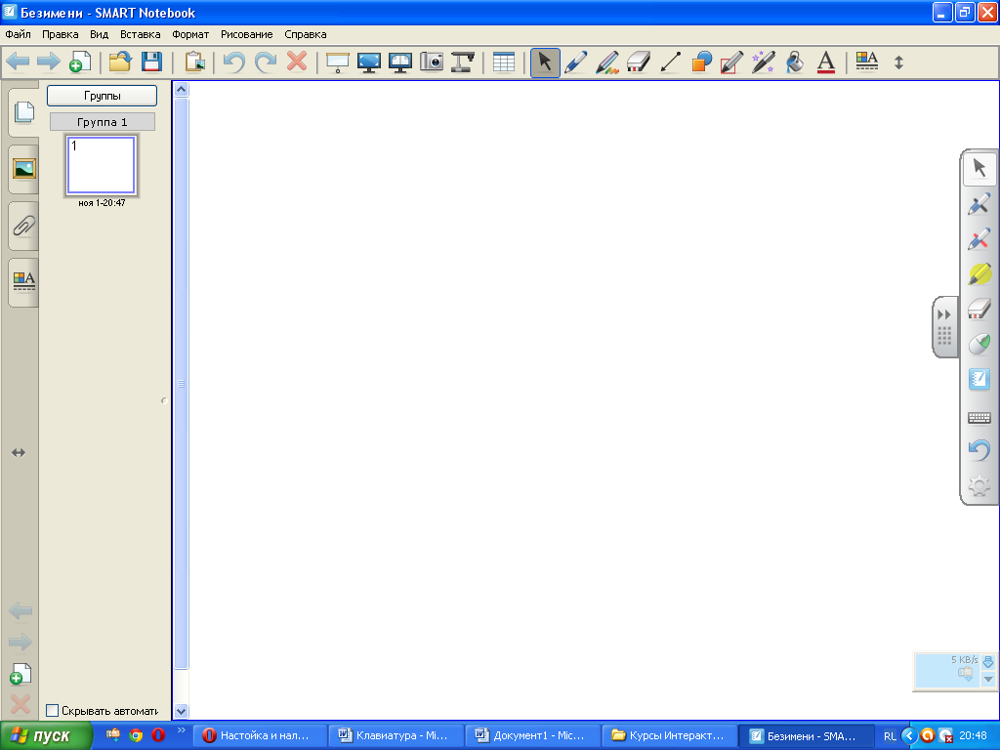 Безимени - SMART Notebook
Файл Правка Вид Вставка Формат Рисование Справка
Группы
Группа 1
1
ноя 1-20:47
5 KB/s
Скрывать автомати
пуск
Настойка и нал...
Клавиатура - Mi...
Документ1 - Mic...
Курсы Интеракт...
Безимени - SMA...
RL
20:48